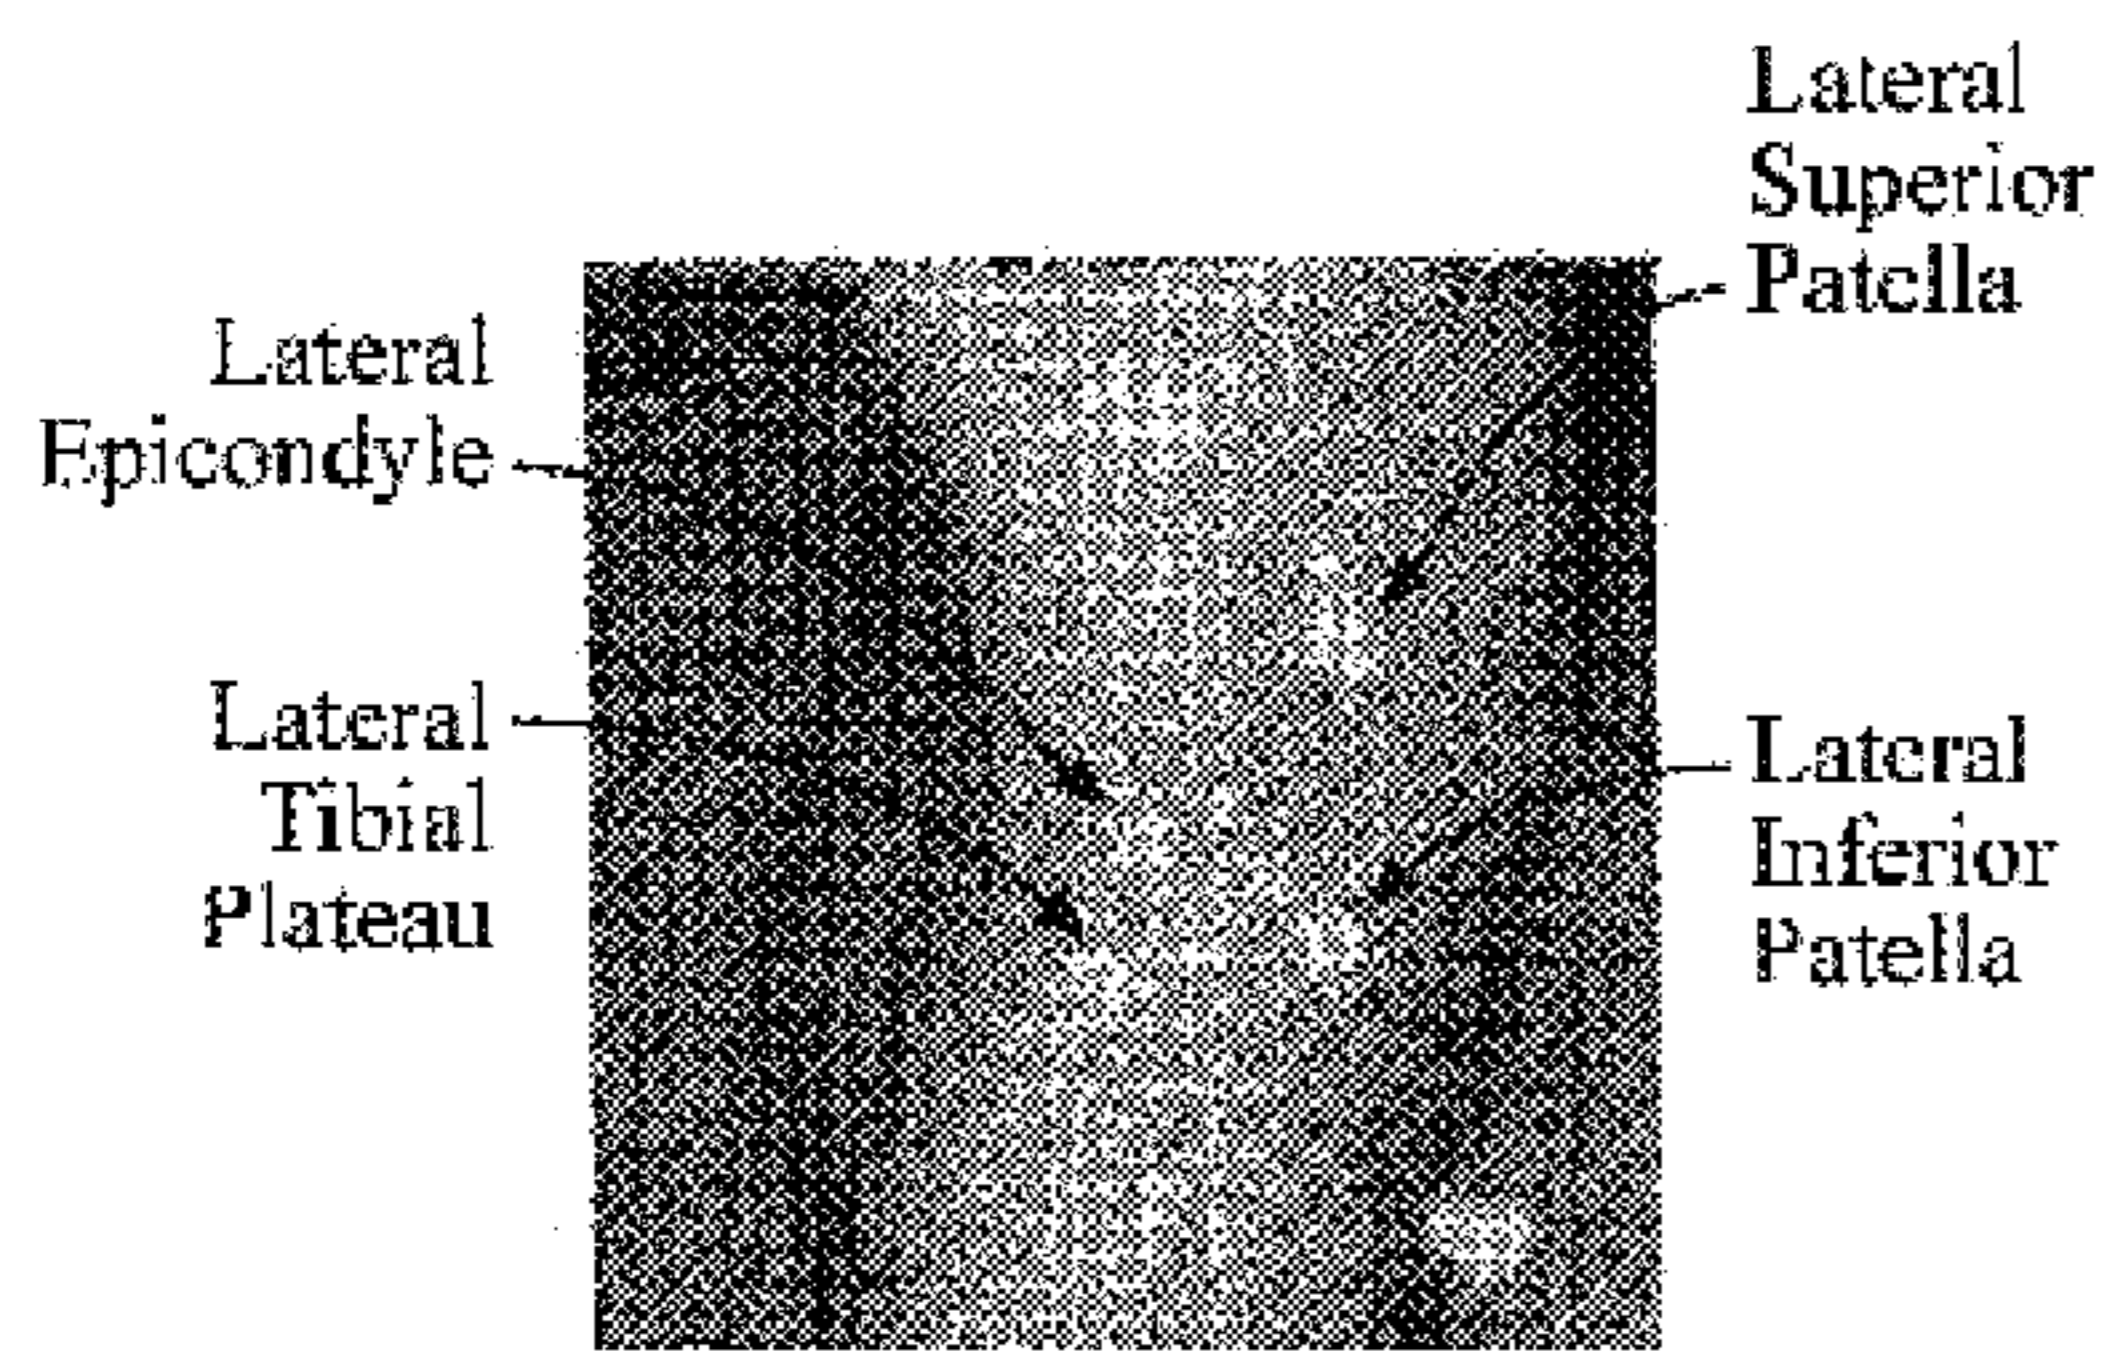 Lateral
Superior
Patella
Lateral
Epicondyle
Lateral
Tibial
Plateau
Lateral
Inferior
Patella